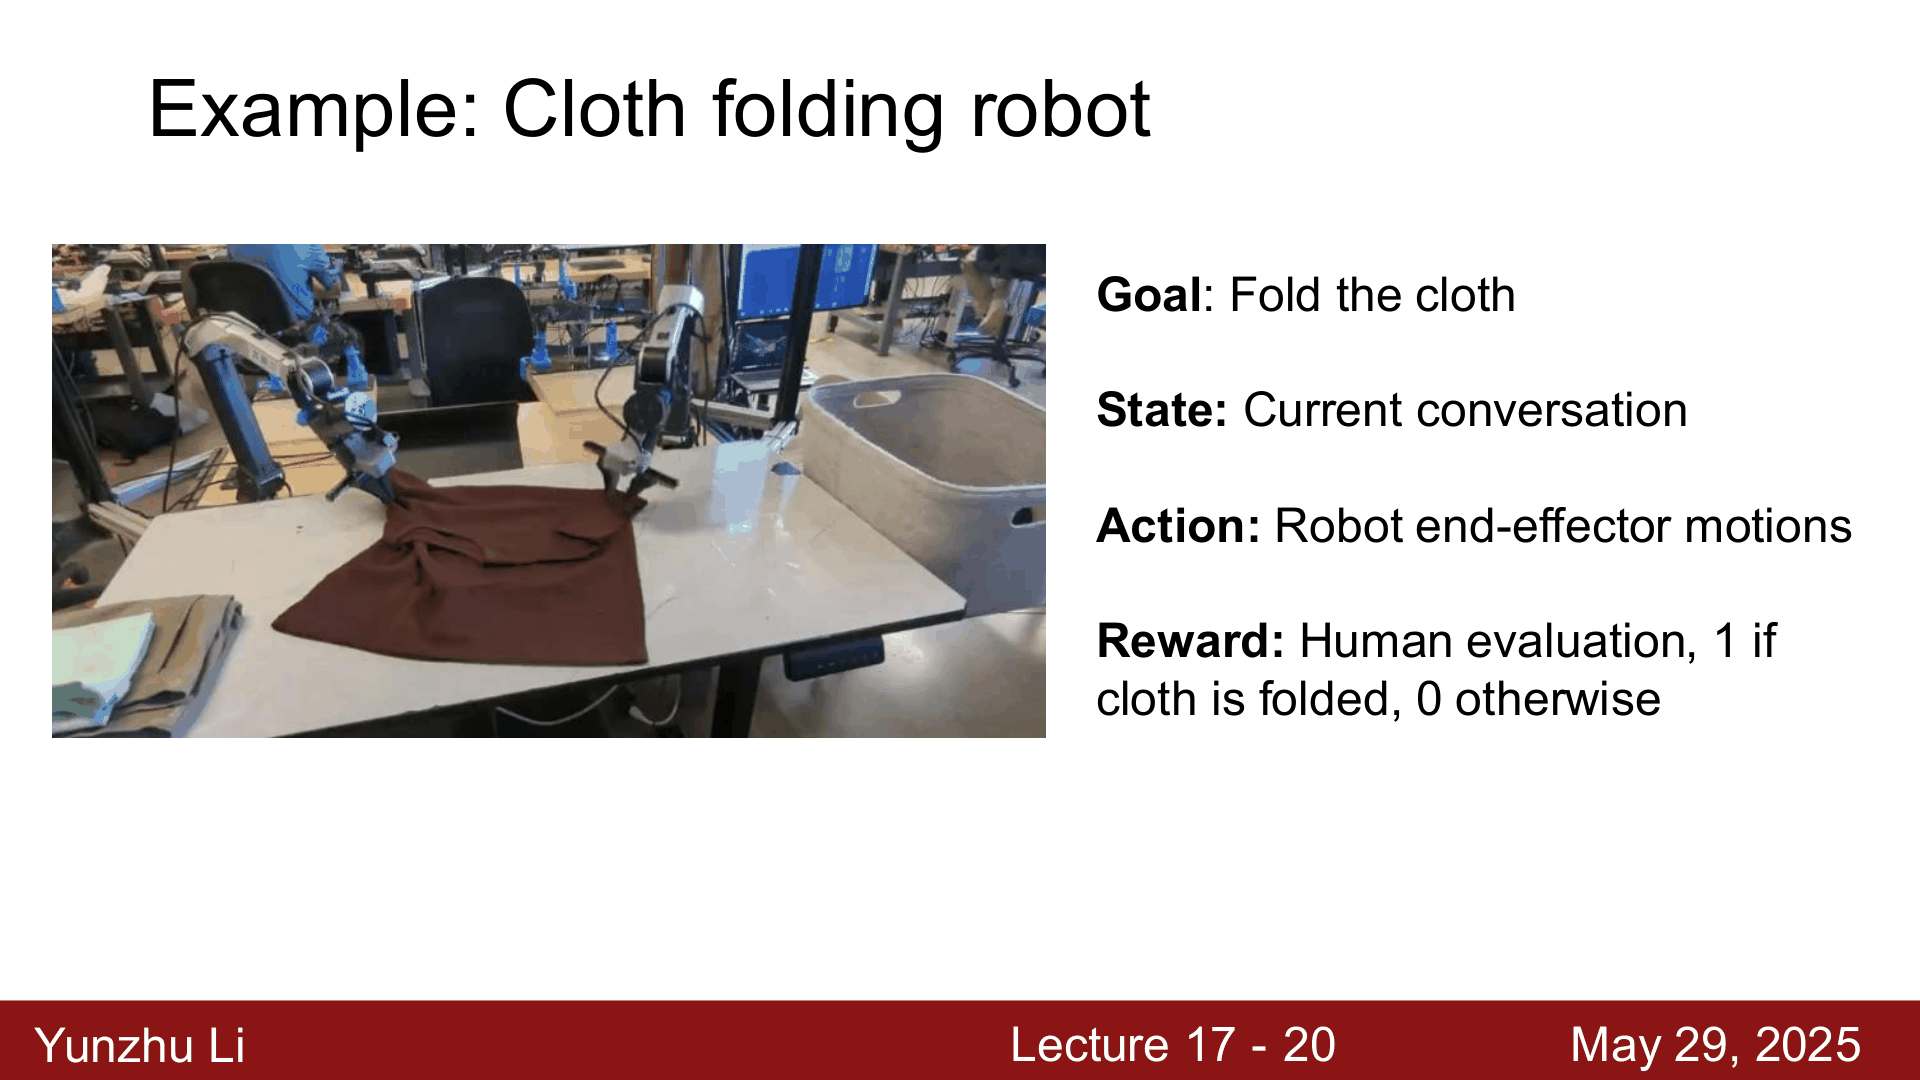 Example: Cloth folding robot
Goal: Fold the cloth
State: Current conversation
Action: Robot end-effector motions
Reward: Human evaluation, 1 if
cloth is folded, 0 otherwise
Yunzhu Li
Lecture 17 - 20
May 29, 2025